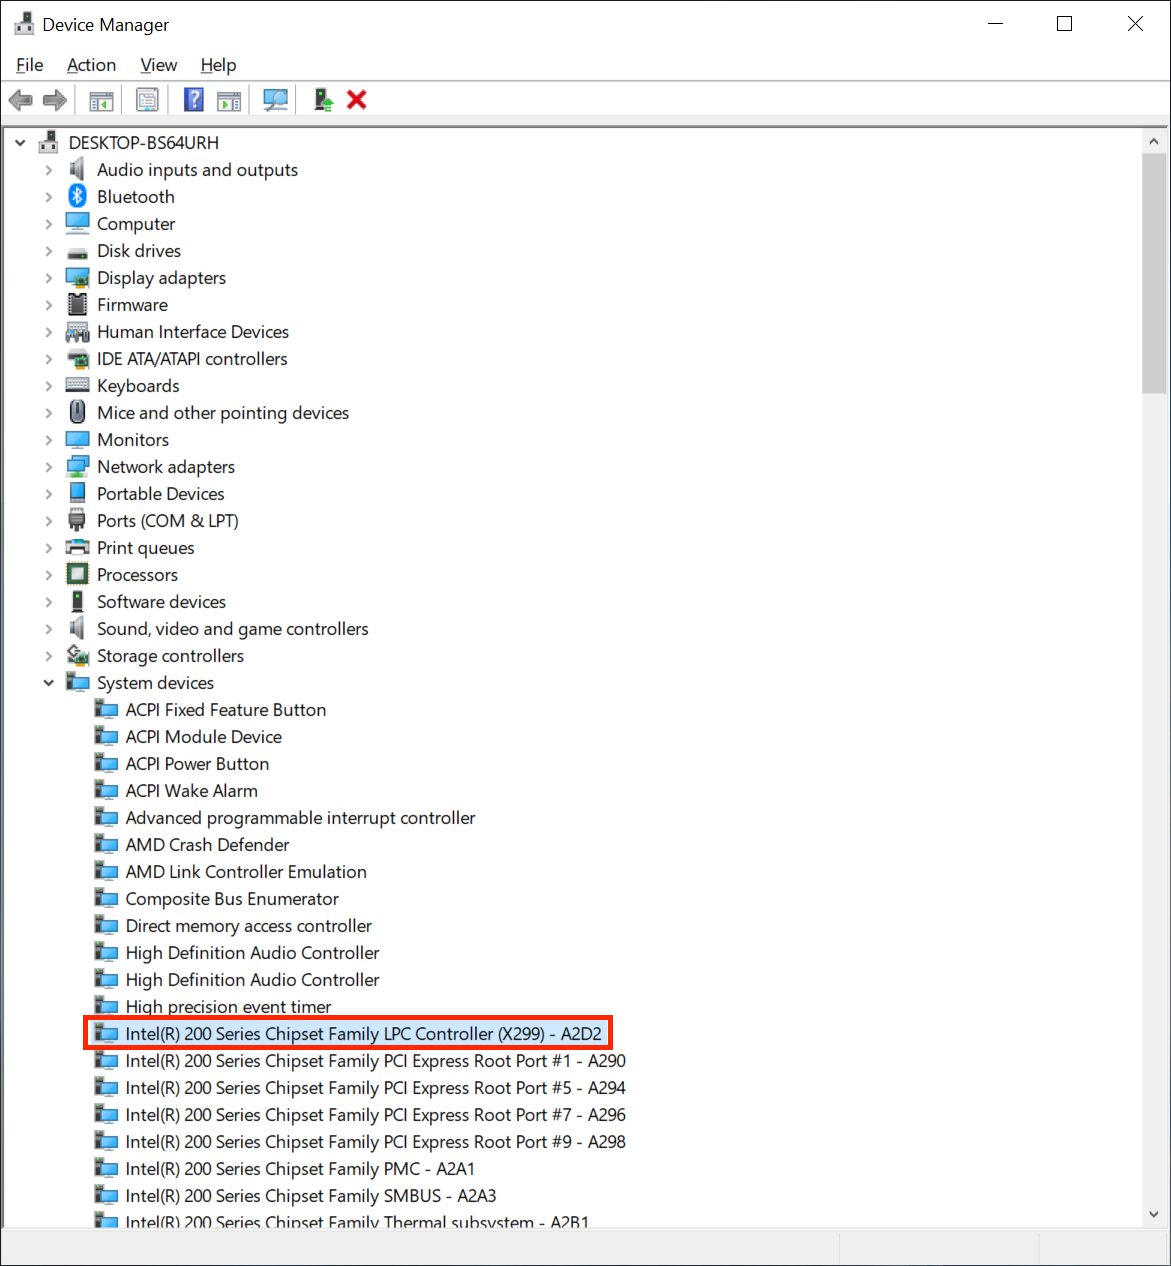 Device Manager
File Action View Help
DESKTOP-BS64URH
Audio inputs and outputs
Bluetooth
Computer
Disk drives
Display adapters
Firmware
Human Interface Devices
IDE ATA/ATAPI controllers
Keyboards
Mice and other pointing devices
Monitors
Network adapters
Portable Devices
Ports (COM & LPT)
Print queues
Processors
Software devices
Sound, video and game controllers
Storage controllers
System devices
ACPI Fixed Feature Button
ACPI Module Device
ACPI Power Button
ACPI Wake Alarm
Advanced programmable interrupt controller
AMD Crash Defender
AMD Link Controller Emulation
Composite Bus Enumerator
Direct memory access controller
High Definition Audio Controller
High Definition Audio Controller
High precision event timer
Intel(R) 200 Series Chipset Family LPC Controller (X299) - A2D2
Intel(R) 200 Series Chipset Family PCI Express Root Port #1 - A290
Intel(R) 200 Series Chipset Family PCI Express Root Port #5 - A294
Intel(R) 200 Series Chipset Family PCI Express Root Port #7 - A296
Intel(R) 200 Series Chipset Family PCI Express Root Port #9 - A298
Intel(R) 200 Series Chipset Family PMC - A2A1
Intel(R) 200 Series Chipset Family SMBUS - A2A3
Intel(R) 200 Series Chipset Family Thermal subsystem - A2B1